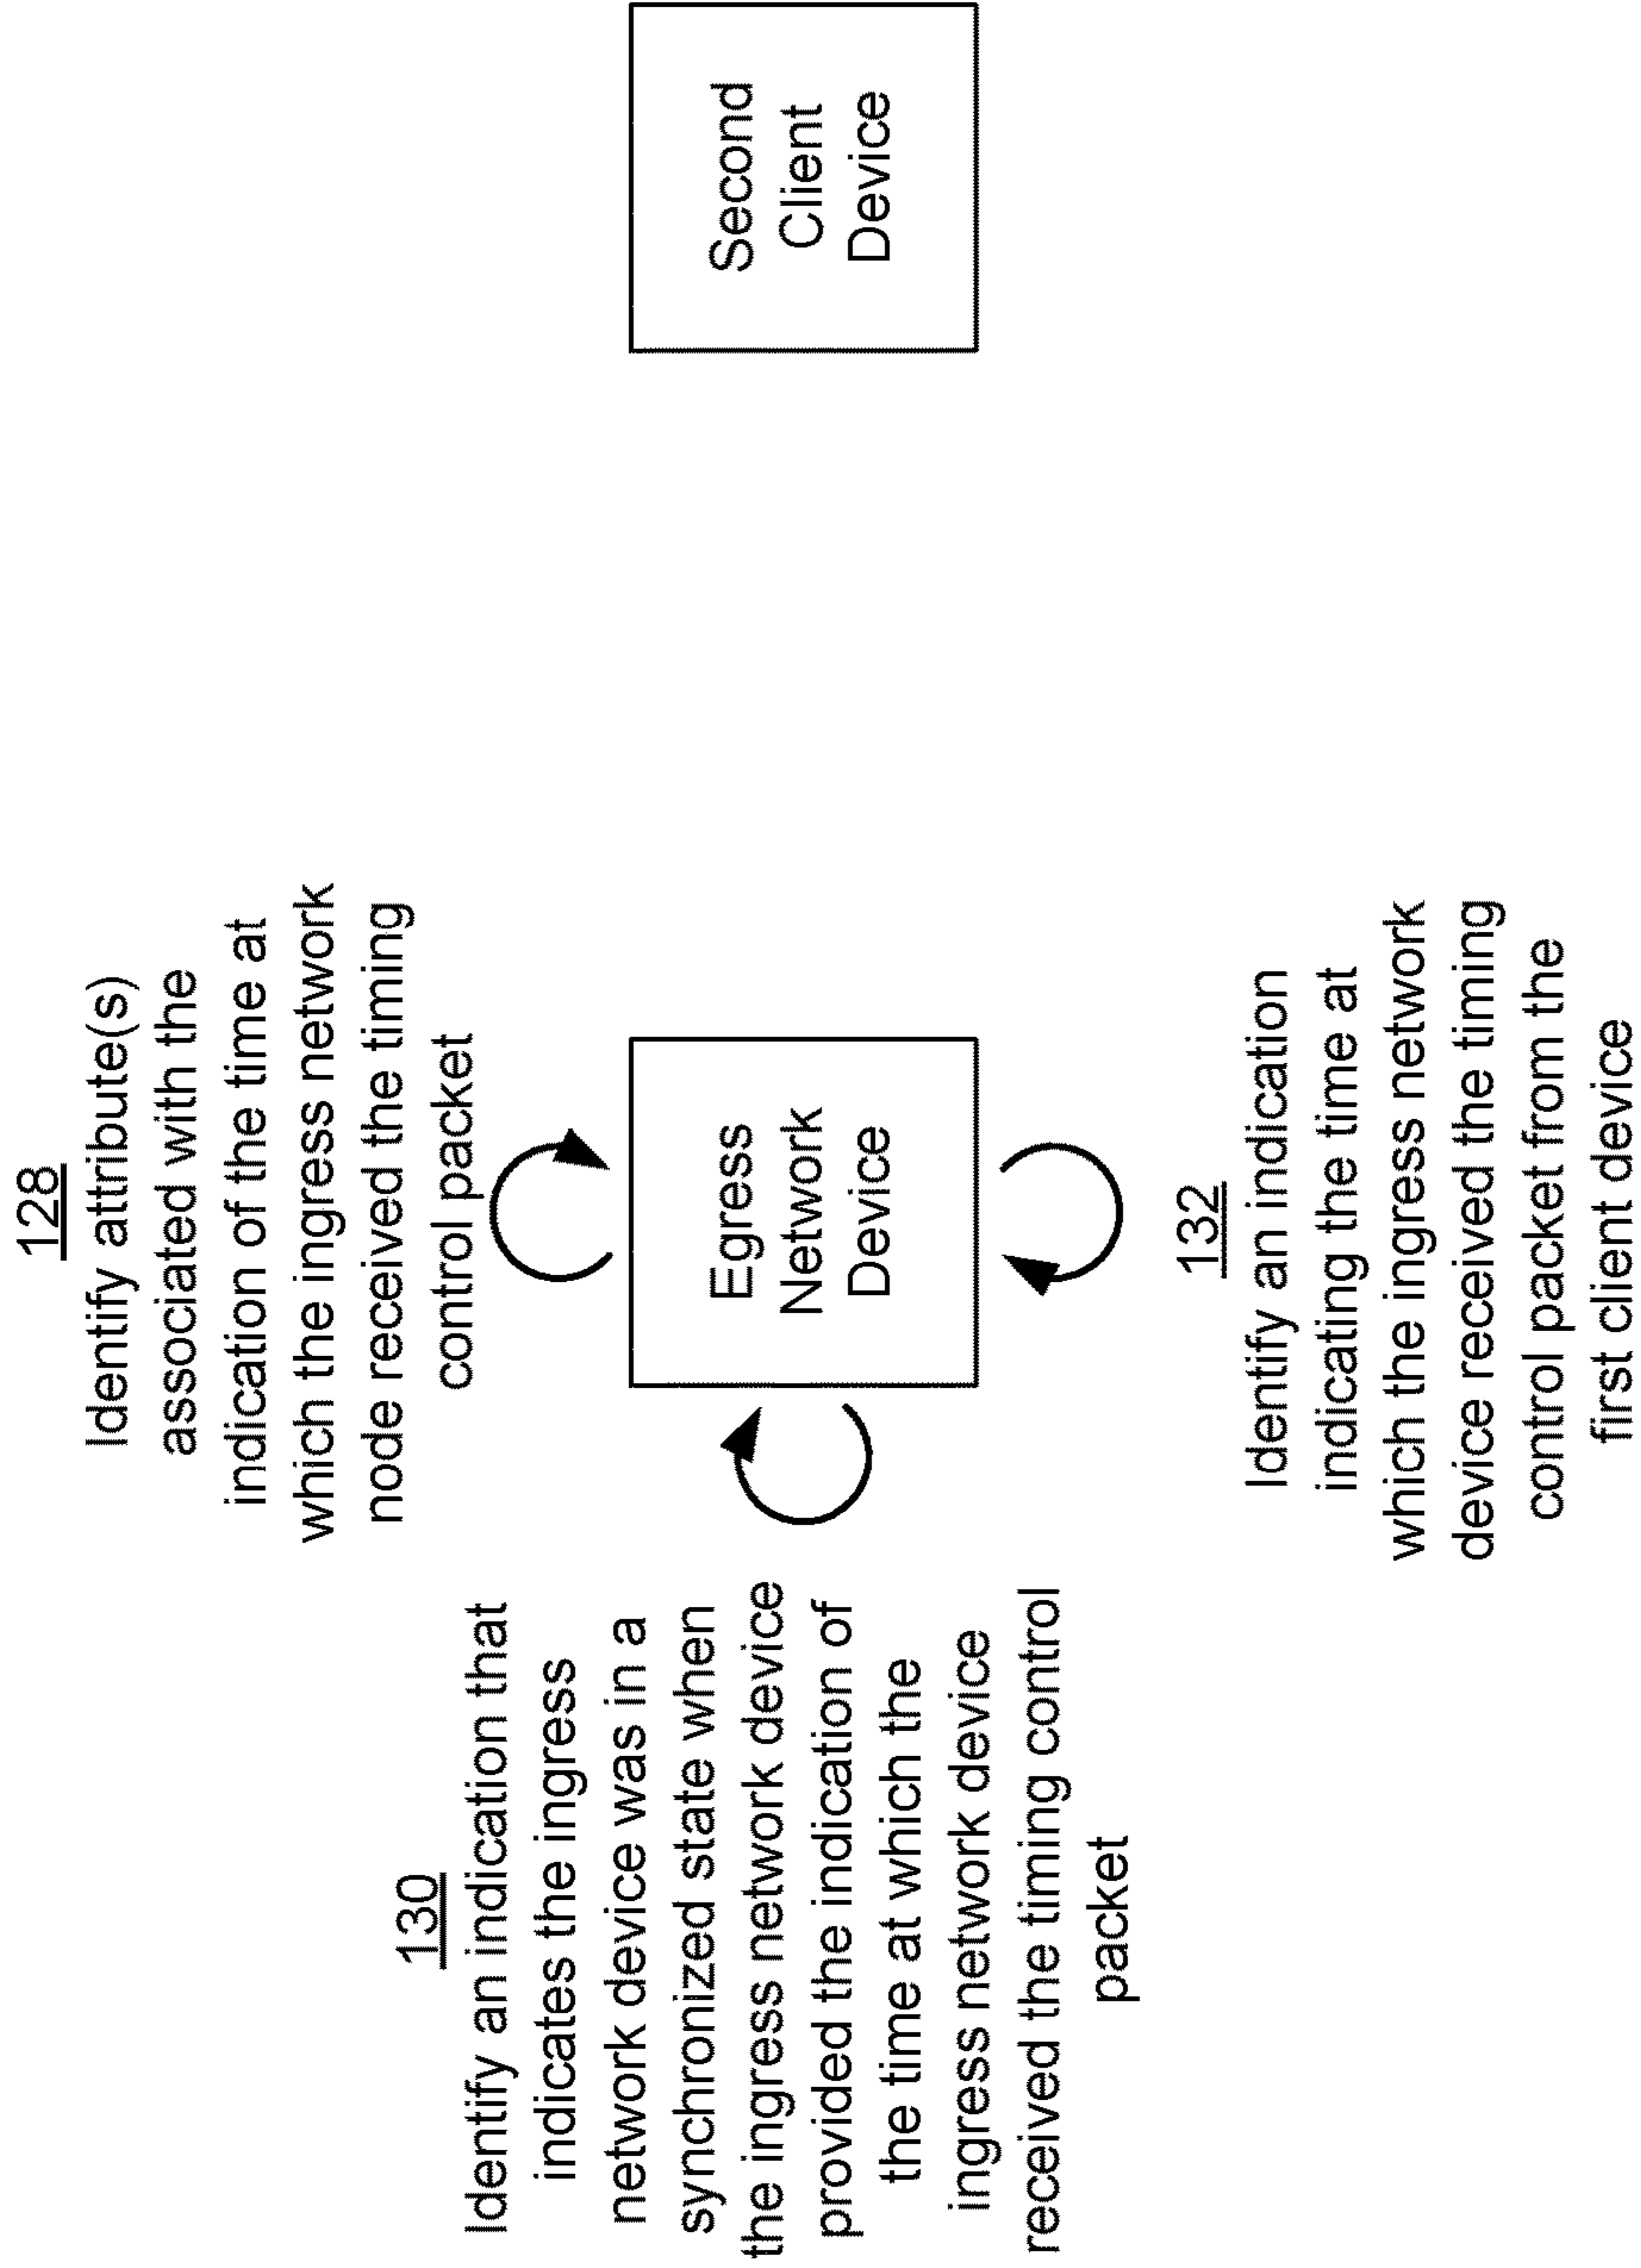 128
Identify attribute(s)
associated with the
indication of the time at
which the ingress network
node received the timing
control packet
130
Identify an indication that
indicates the ingress
network device was in a
synchronized state when
the ingress network device
provided the indication of
the time at which the
ingress network device
received the timing control
packet
Egress
Network
Device
Second
Client
Device
132
Identify an indication
indicating the time at
which the ingress network
device received the timing
control packet from the
first client device